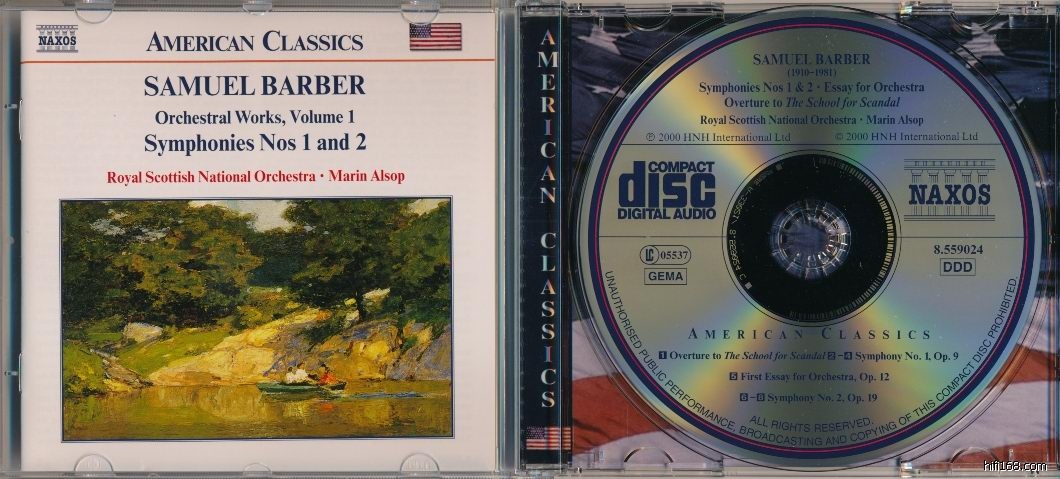 NAXOS
AMERICAN CLASSICS
SAMUEL BARBER
Orchestral Works, Volume 1
Symphonies Nos 1 and 2
Royal Scottish National Orchestra • Marin Alsop
AMERICAN CLASSICS
SAMUEL BARBER
(1910-1981)
Symphonies Nos 1 & 2 • Essay for Orchestra
Overture to The School for Scandal
Royal Scottish National Orchestra • Marin Alsop
℗ 2000 HNH International Ltd © 2000 HNH International Ltd
COMPACT
disc
DIGITAL AUDIO
NAXOS
LC 05537
GEMA
8.559024
DDD
AMERICAN CLASSICS
1 Overture to The School for Scandal 2 – 4 Symphony No. 1, Op. 9
5 First Essay for Orchestra, Op. 12
6 – 8 Symphony No. 2, Op. 19
ALL RIGHTS RESERVED.
UNAUTHORISED PUBLIC PERFORMANCE, BROADCASTING AND COPYING OF THIS COMPACT DISC PROHIBITED.
hifi168.com